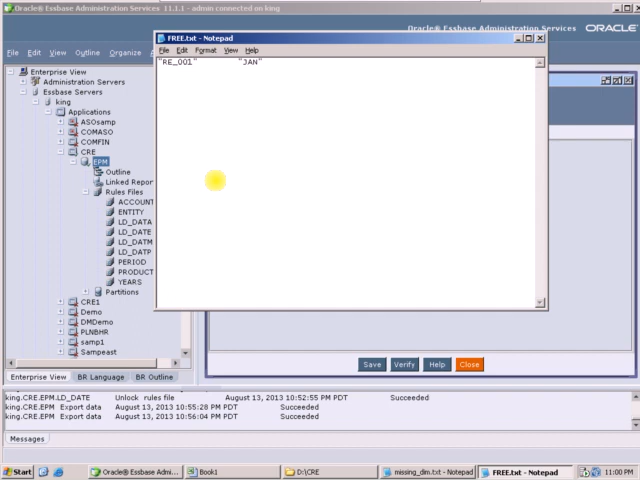 Oracle® Essbase Administration Services 11.1.1 - admin connected on king
Oracle® Essbase Administration Services ORACLE
File Edit View Outline Organize
FREE.txt - Notepad
File Edit Format View Help
"RE_001" "JAN"
Enterprise View
Administration Servers
Essbase Servers
king
Applications
ASOsamp
COMASO
COMFIN
CRE
EPM
Outline
Linked Repor
Rules Files
ACCOUNT
ENTITY
LD_DATA
LD_DATE
LD_DATM
LD_DATP
PERIOD
PRODUCT
YEARS
Partitions
CRE1
Demo
DMDemo
PLNBHR
samp1
Sampeast
Save Verify Help Close
Enterprise View BR Language BR Outline
king.CRE.EPM.LD_DATE Unlock rules file August 13, 2013 10:52:55 PM PDT Succeeded
king.CRE.EPM Export data August 13, 2013 10:55:28 PM PDT Succeeded
king.CRE.EPM Export data August 13, 2013 10:56:04 PM PDT Succeeded
Messages
Start Oracle® Essbase Admi... Book1 D:\CRE missing_dim.txt - Notepad FREE.txt - Notepad 11:00 PM